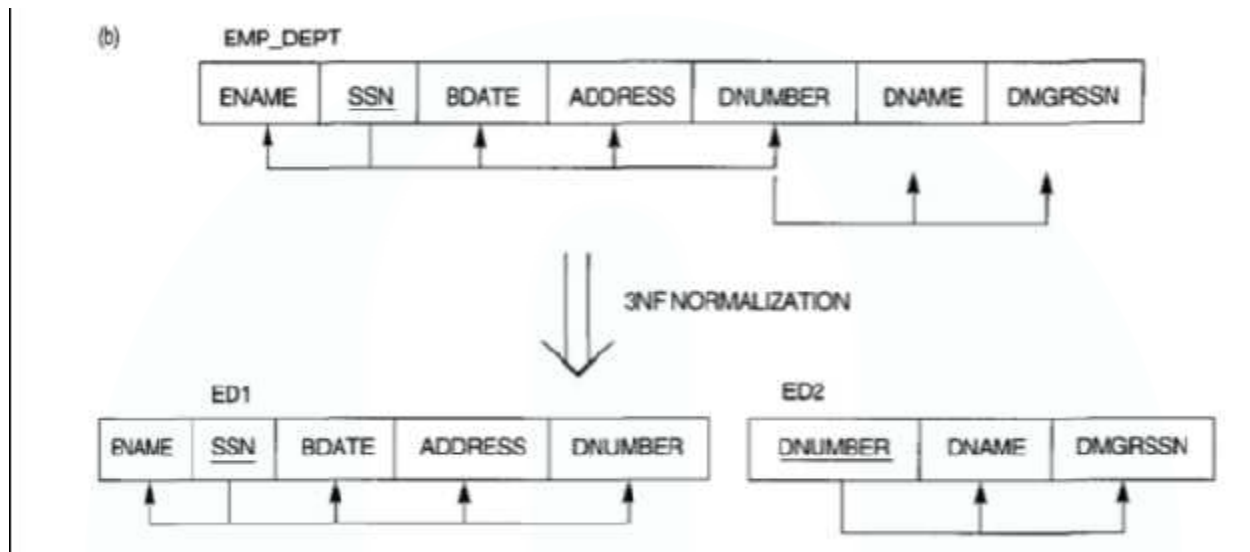 (b) EMP_DEPT
ENAME SSN BDATE ADDRESS DNUMBER DNAME DMGRSSN
3NF NORMALIZATION
ED1 ED2
ENAME SSN BDATE ADDRESS DNUMBER DNUMBER DNAME DMGRSSN